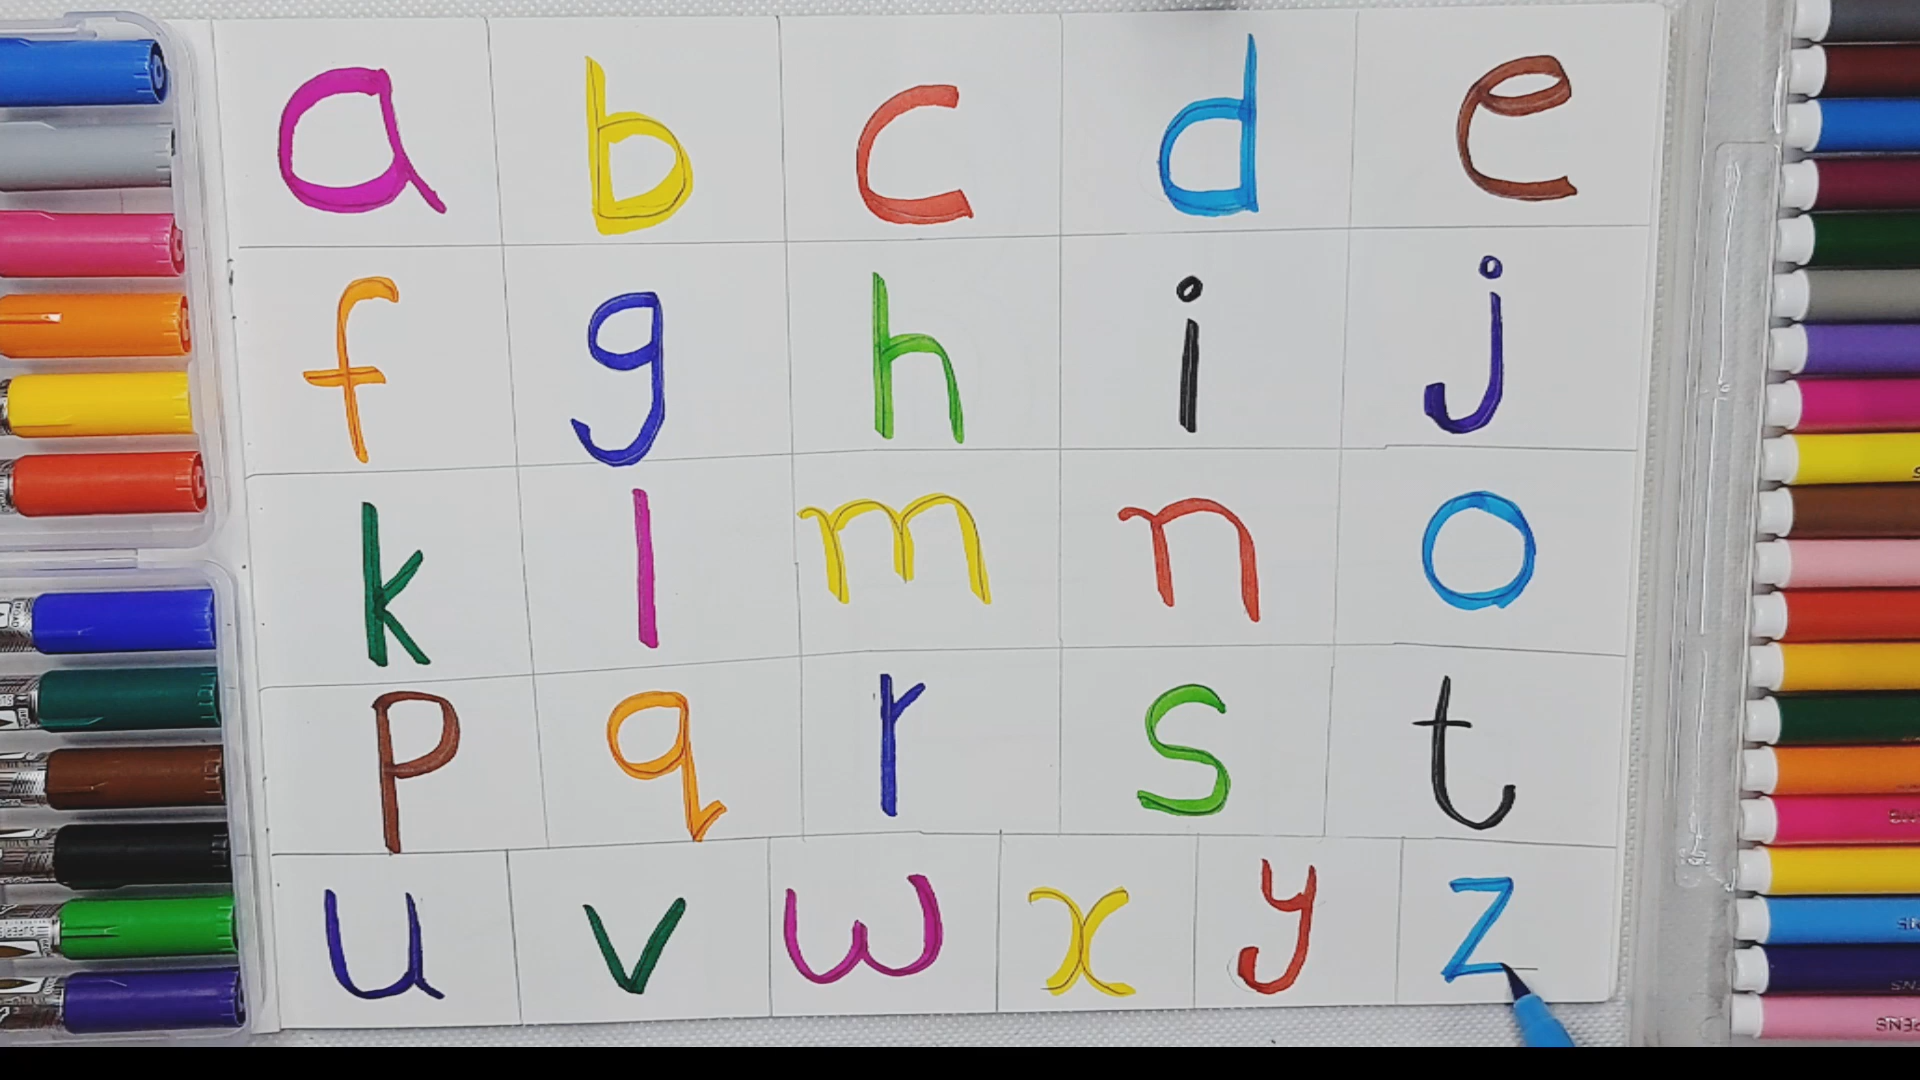 a b c d e
f g h i j
k l m n o
p q r s t
u v w x y z